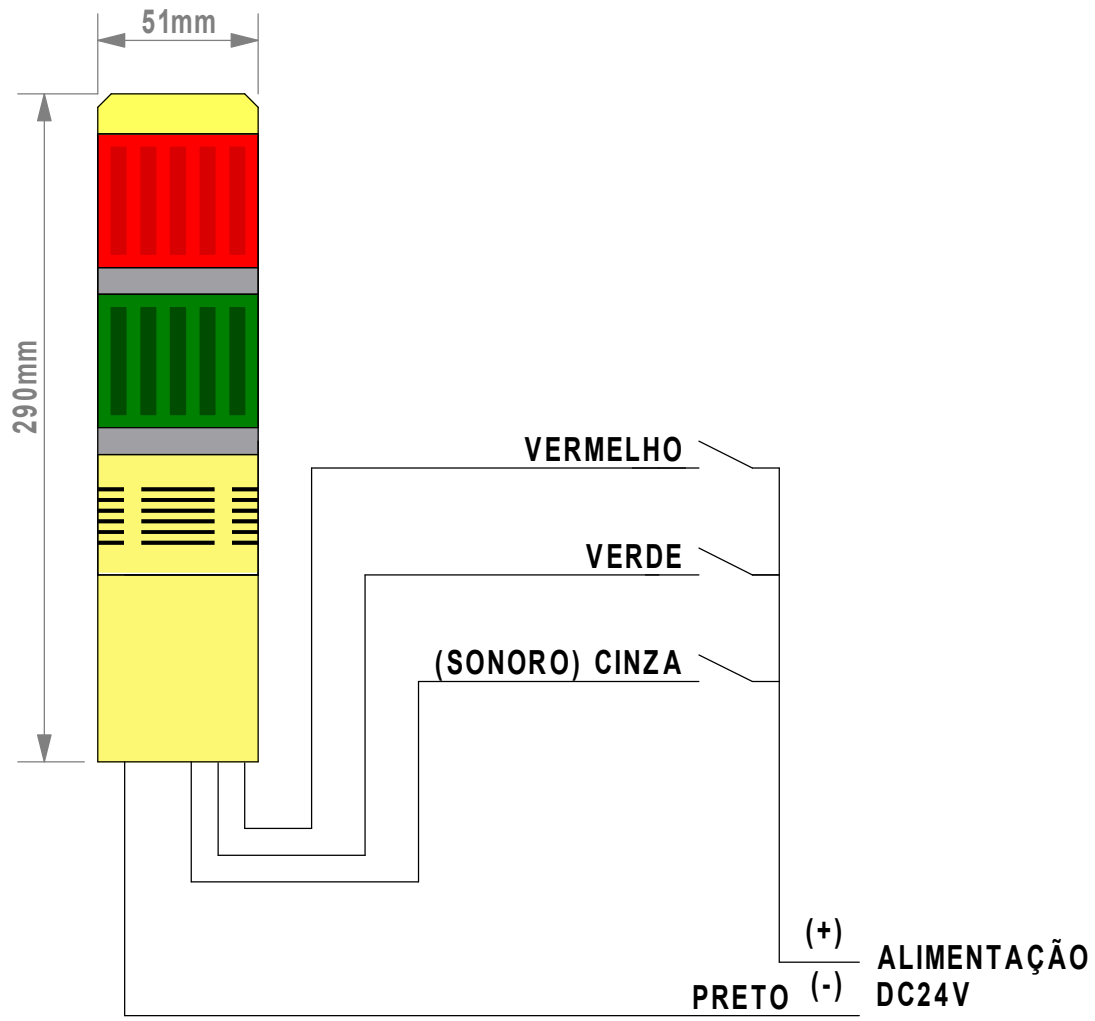 51mm
290mm
VERMELHO
VERDE
(SONORO) CINZA
(+)
ALIMENTAÇÃO
PRETO (-) DC24V